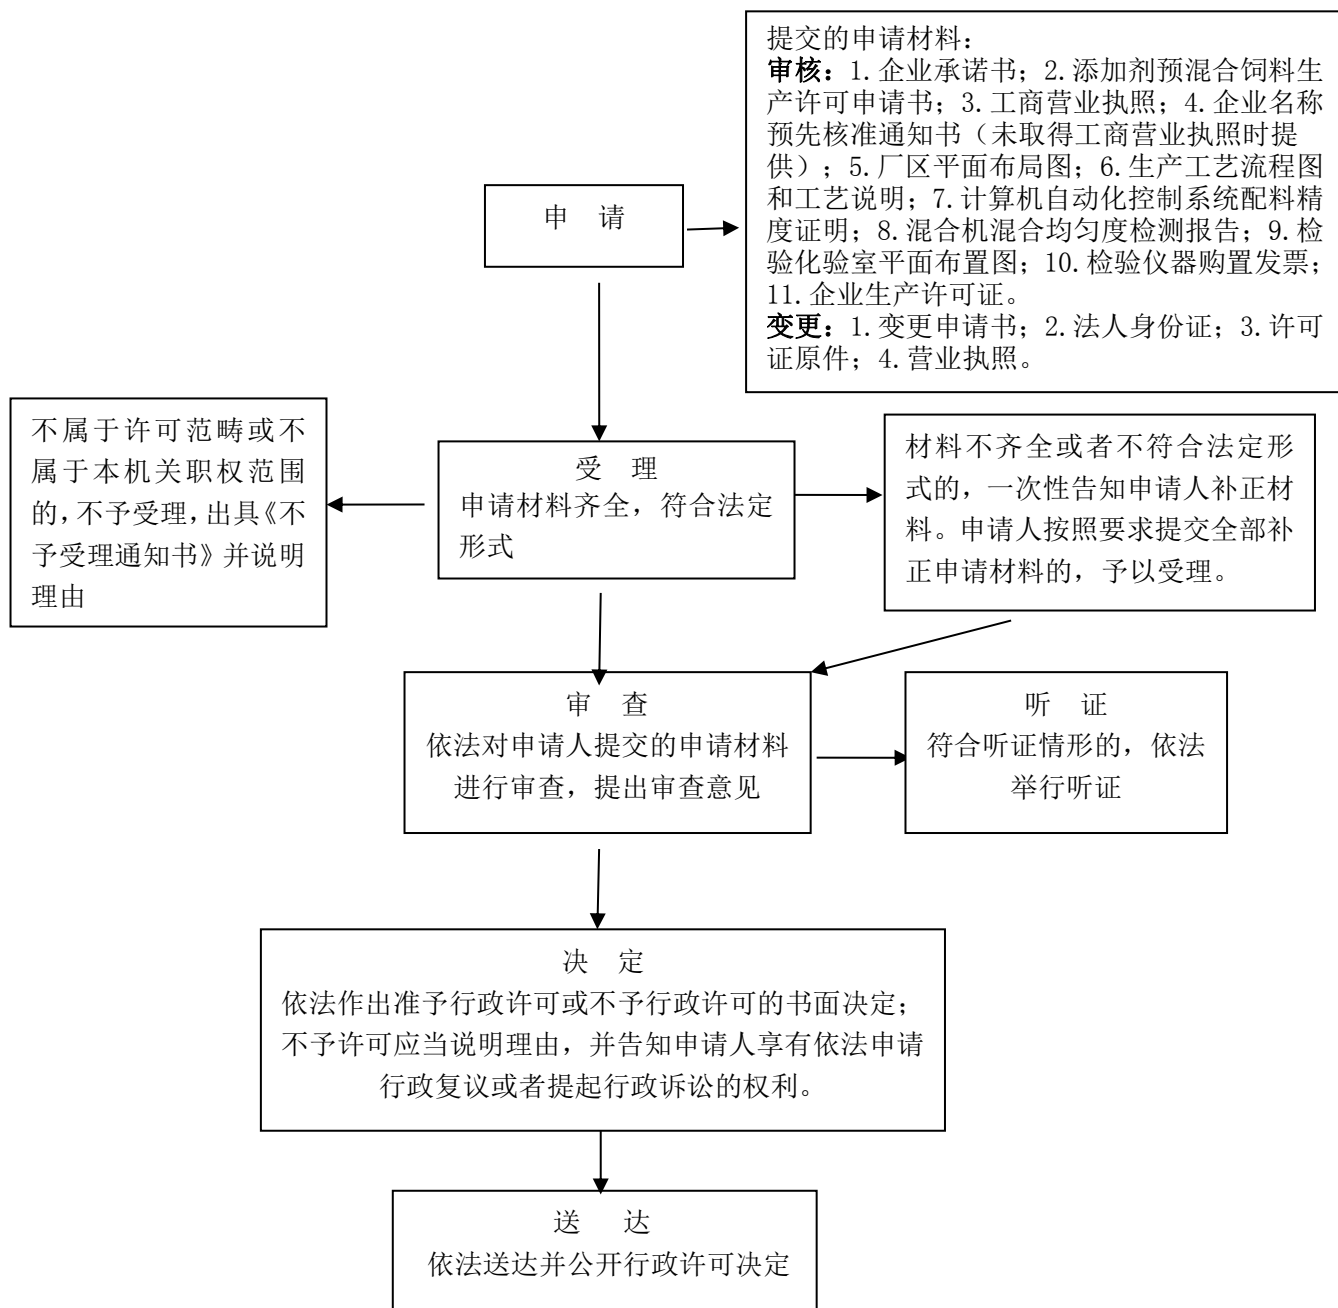 提交的申请材料：
审核：1.企业承诺书；2.添加剂预混合饲料生
产许可申请书；3.工商营业执照；4.企业名称
预先核准通知书（未取得工商营业执照时提
供）；5.厂区平面布局图；6.生产工艺流程图
和工艺说明；7.计算机自动化控制系统配料精
度证明；8.混合机混合均匀度检测报告；9.检
验化验室平面布置图；10.检验仪器购置发票；
11.企业生产许可证。
变更：1.变更申请书；2.法人身份证；3.许可
证原件；4.营业执照。
申 请
不属于许可范畴或不
属于本机关职权范围
的，不予受理，出具《不
予受理通知书》并说明
理由
受 理
申请材料齐全，符合法定
形式
材料不齐全或者不符合法定形
式的，一次性告知申请人补正材
料。申请人按照要求提交全部补
正申请材料的，予以受理。
审 查
依法对申请人提交的申请材料
进行审查，提出审查意见
听 证
符合听证情形的，依法
举行听证
决 定
依法作出准予行政许可或不予行政许可的书面决定；
不予许可应当说明理由，并告知申请人享有依法申请
行政复议或者提起行政诉讼的权利。
送 达
依法送达并公开行政许可决定